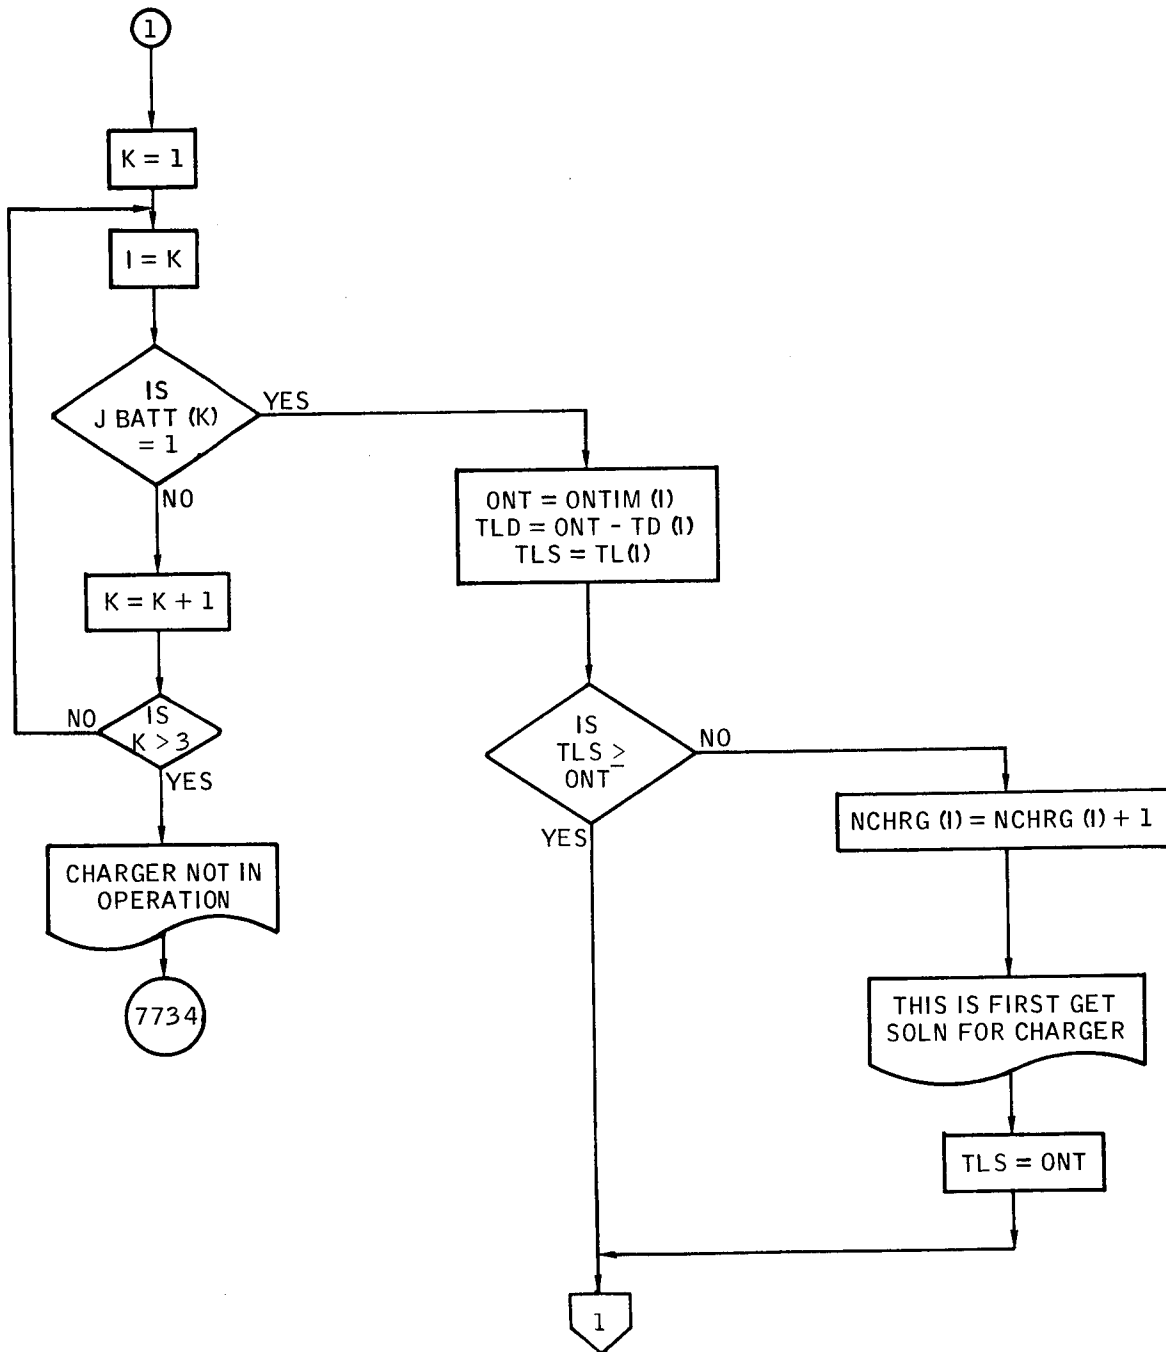 1
K = 1
I = K
IS
J BATT (K)
= 1
YES
NO
K = K + 1
IS
K > 3
NO
YES
CHARGER NOT IN
OPERATION
7734
ONT = ONTIM (I)
TLD = ONT - TD (I)
TLS = TL(I)
IS
TLS ≥
ONT
NO
YES
NCHRG (I) = NCHRG (I) + 1
THIS IS FIRST GET
SOLN FOR CHARGER
TLS = ONT
1